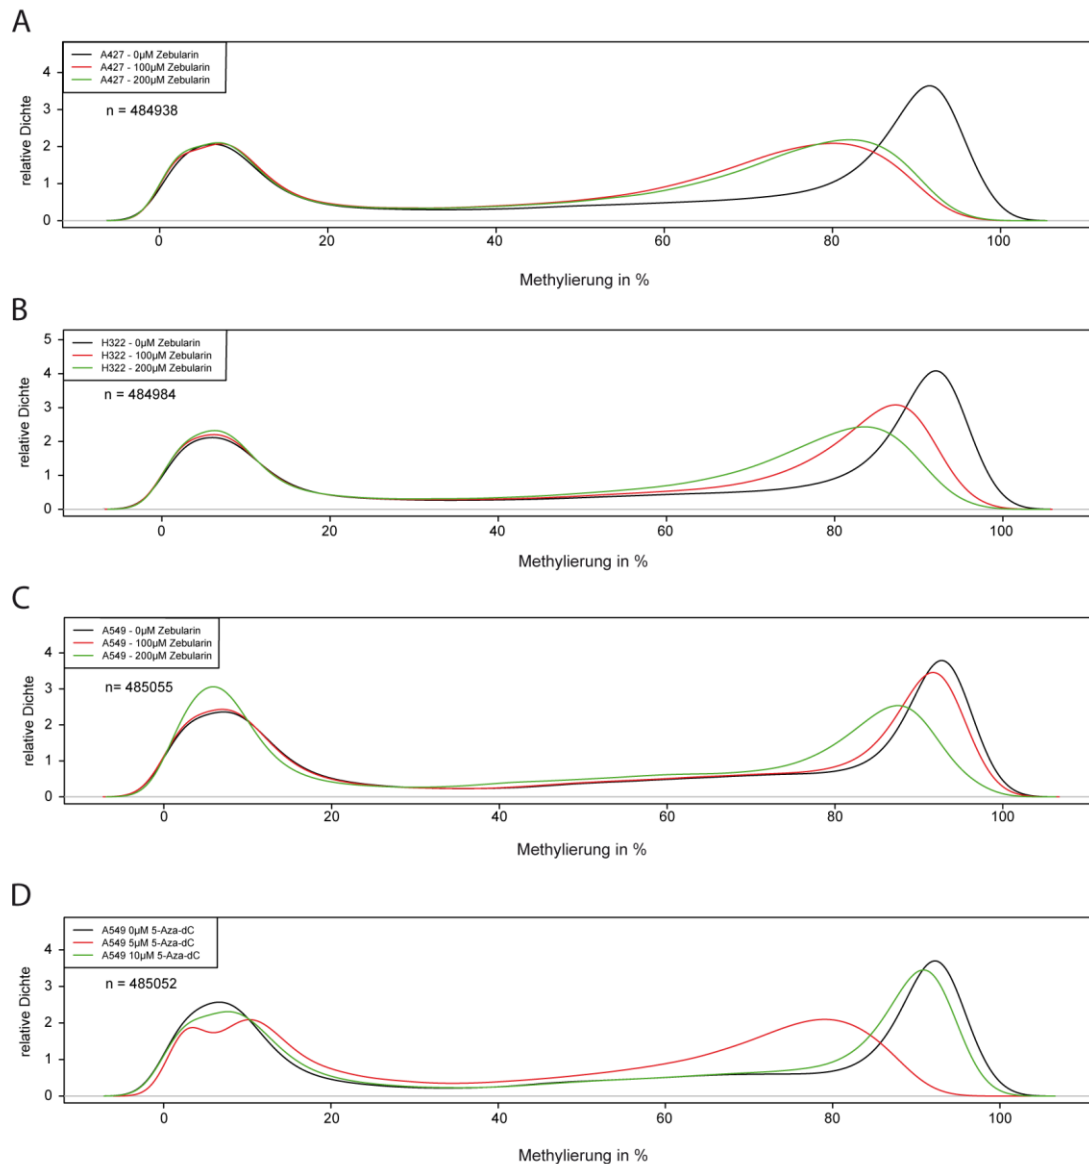 A
A427 - 0µM Zebularin
A427 - 100µM Zebularin
A427 - 200µM Zebularin
n = 484938
relative Dichte
4
3
2
1
0
0 20 40 60 80 100
Methylierung in %
B
H322 - 0µM Zebularin
H322 - 100µM Zebularin
H322 - 200µM Zebularin
n = 484984
relative Dichte
5
4
3
2
1
0
0 20 40 60 80 100
Methylierung in %
C
A549 - 0µM Zebularin
A549 - 100µM Zebularin
A549 - 200µM Zebularin
n= 485055
relative Dichte
4
3
2
1
0
0 20 40 60 80 100
Methylierung in %
D
A549 0µM 5-Aza-dC
A549 5µM 5-Aza-dC
A549 10µM 5-Aza-dC
n = 485052
relative Dichte
4
3
2
1
0
0 20 40 60 80 100
Methylierung in %